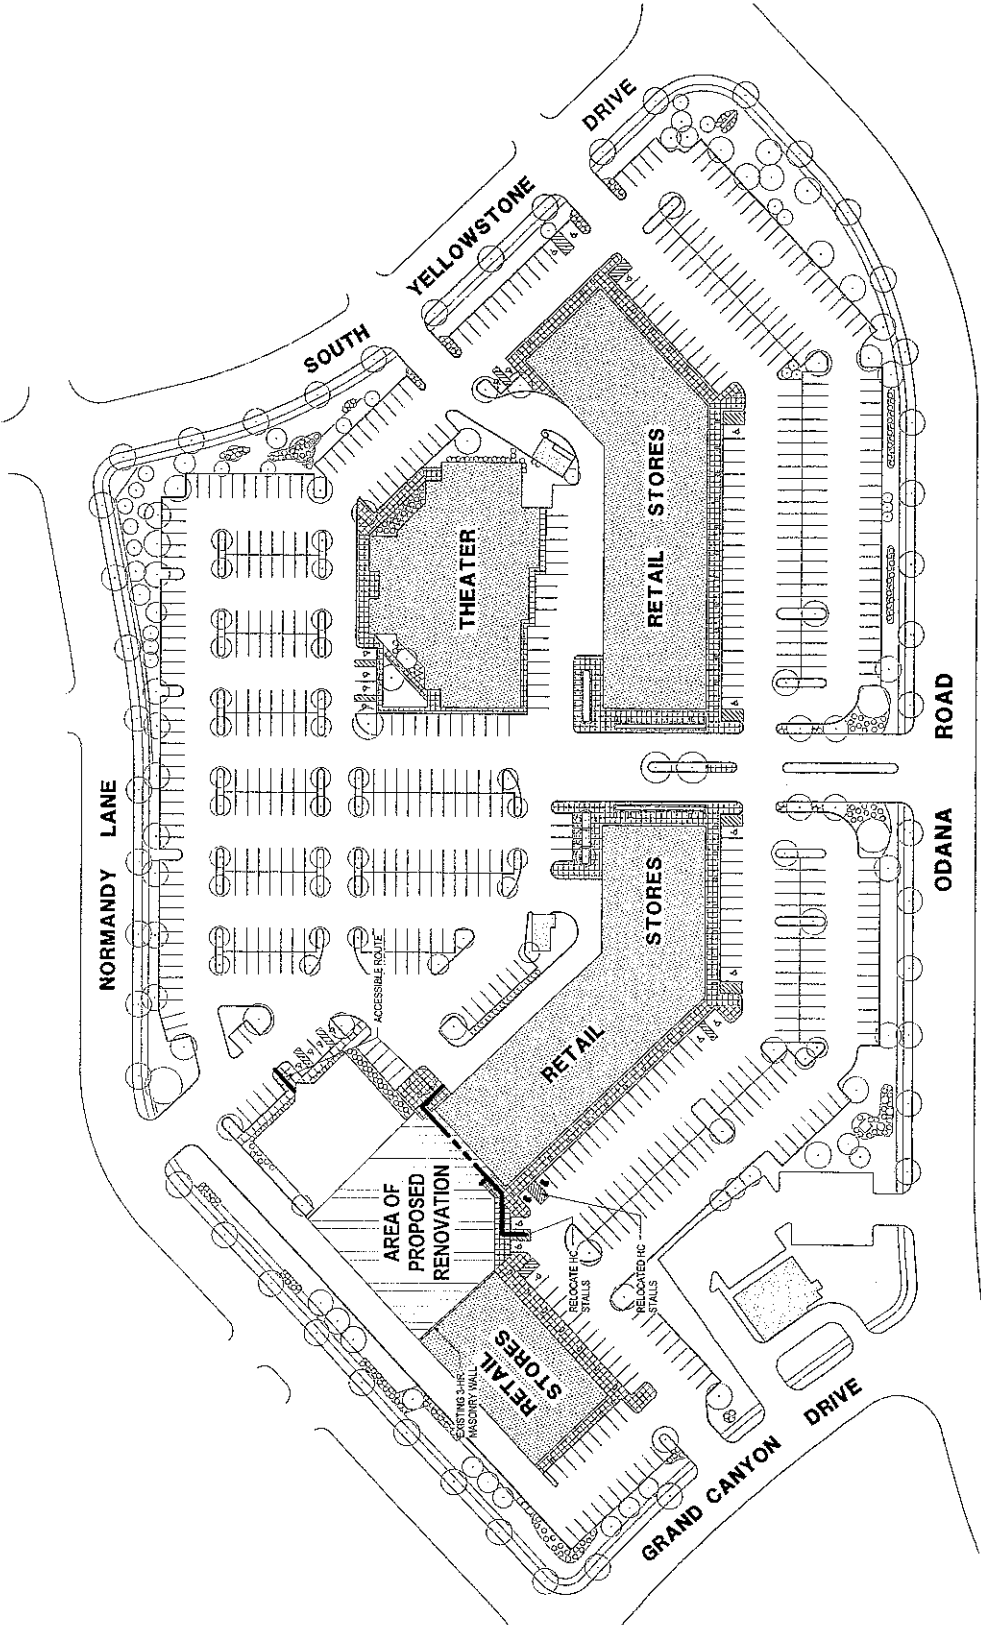 NORMANDY LANE
SOUTH YELLOWSTONE DRIVE
THEATER
RETAIL STORES
ACCESSIBLE ROUTE
RETAIL STORES
AREA OF
PROPOSED
RENOVATION
EXISTING 3-HR.
MASONRY WALL
RETAIL
STORES
RELOCATE HC
STALLS
RELOCATED HC
STALLS
ODANA ROAD
GRAND CANYON DRIVE